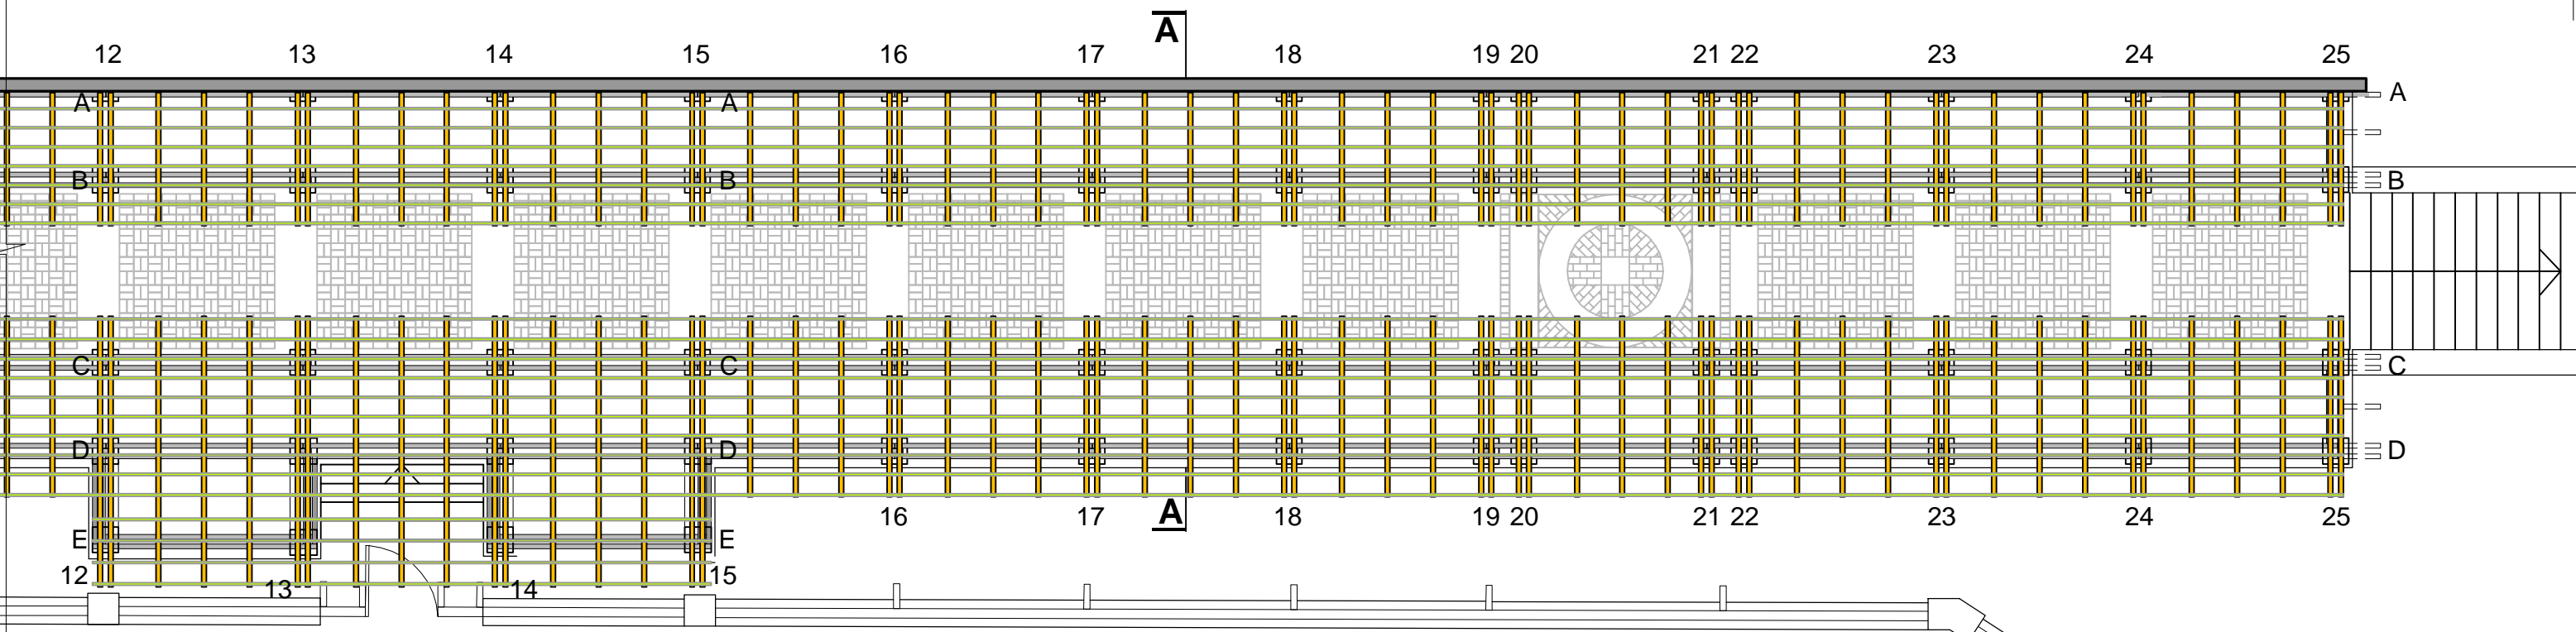 A
12 13 14 15 16 17 18 19 20 21 22 23 24 25
A A A
B B B
C C C
D D D
A
16 17 18 19 20 21 22 23 24 25
E E
12 15
13 14